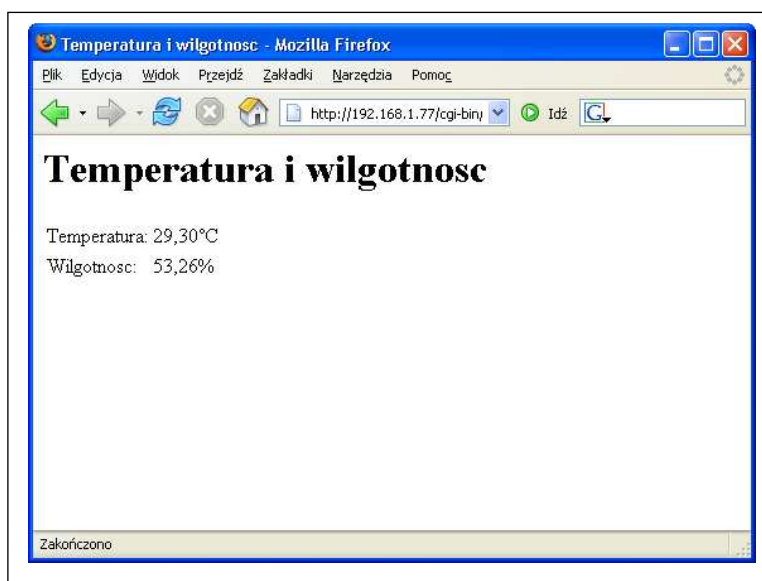 Temperatura i wilgotnosc - Mozilla Firefox
Plik Edycja Widok Przejdź Zakładki Narzędzia Pomoc
http://192.168.1.77/cgi-bin/ Idź G
Temperatura i wilgotnosc
Temperatura: 29,30°C
Wilgotnosc: 53,26%
Zakończono